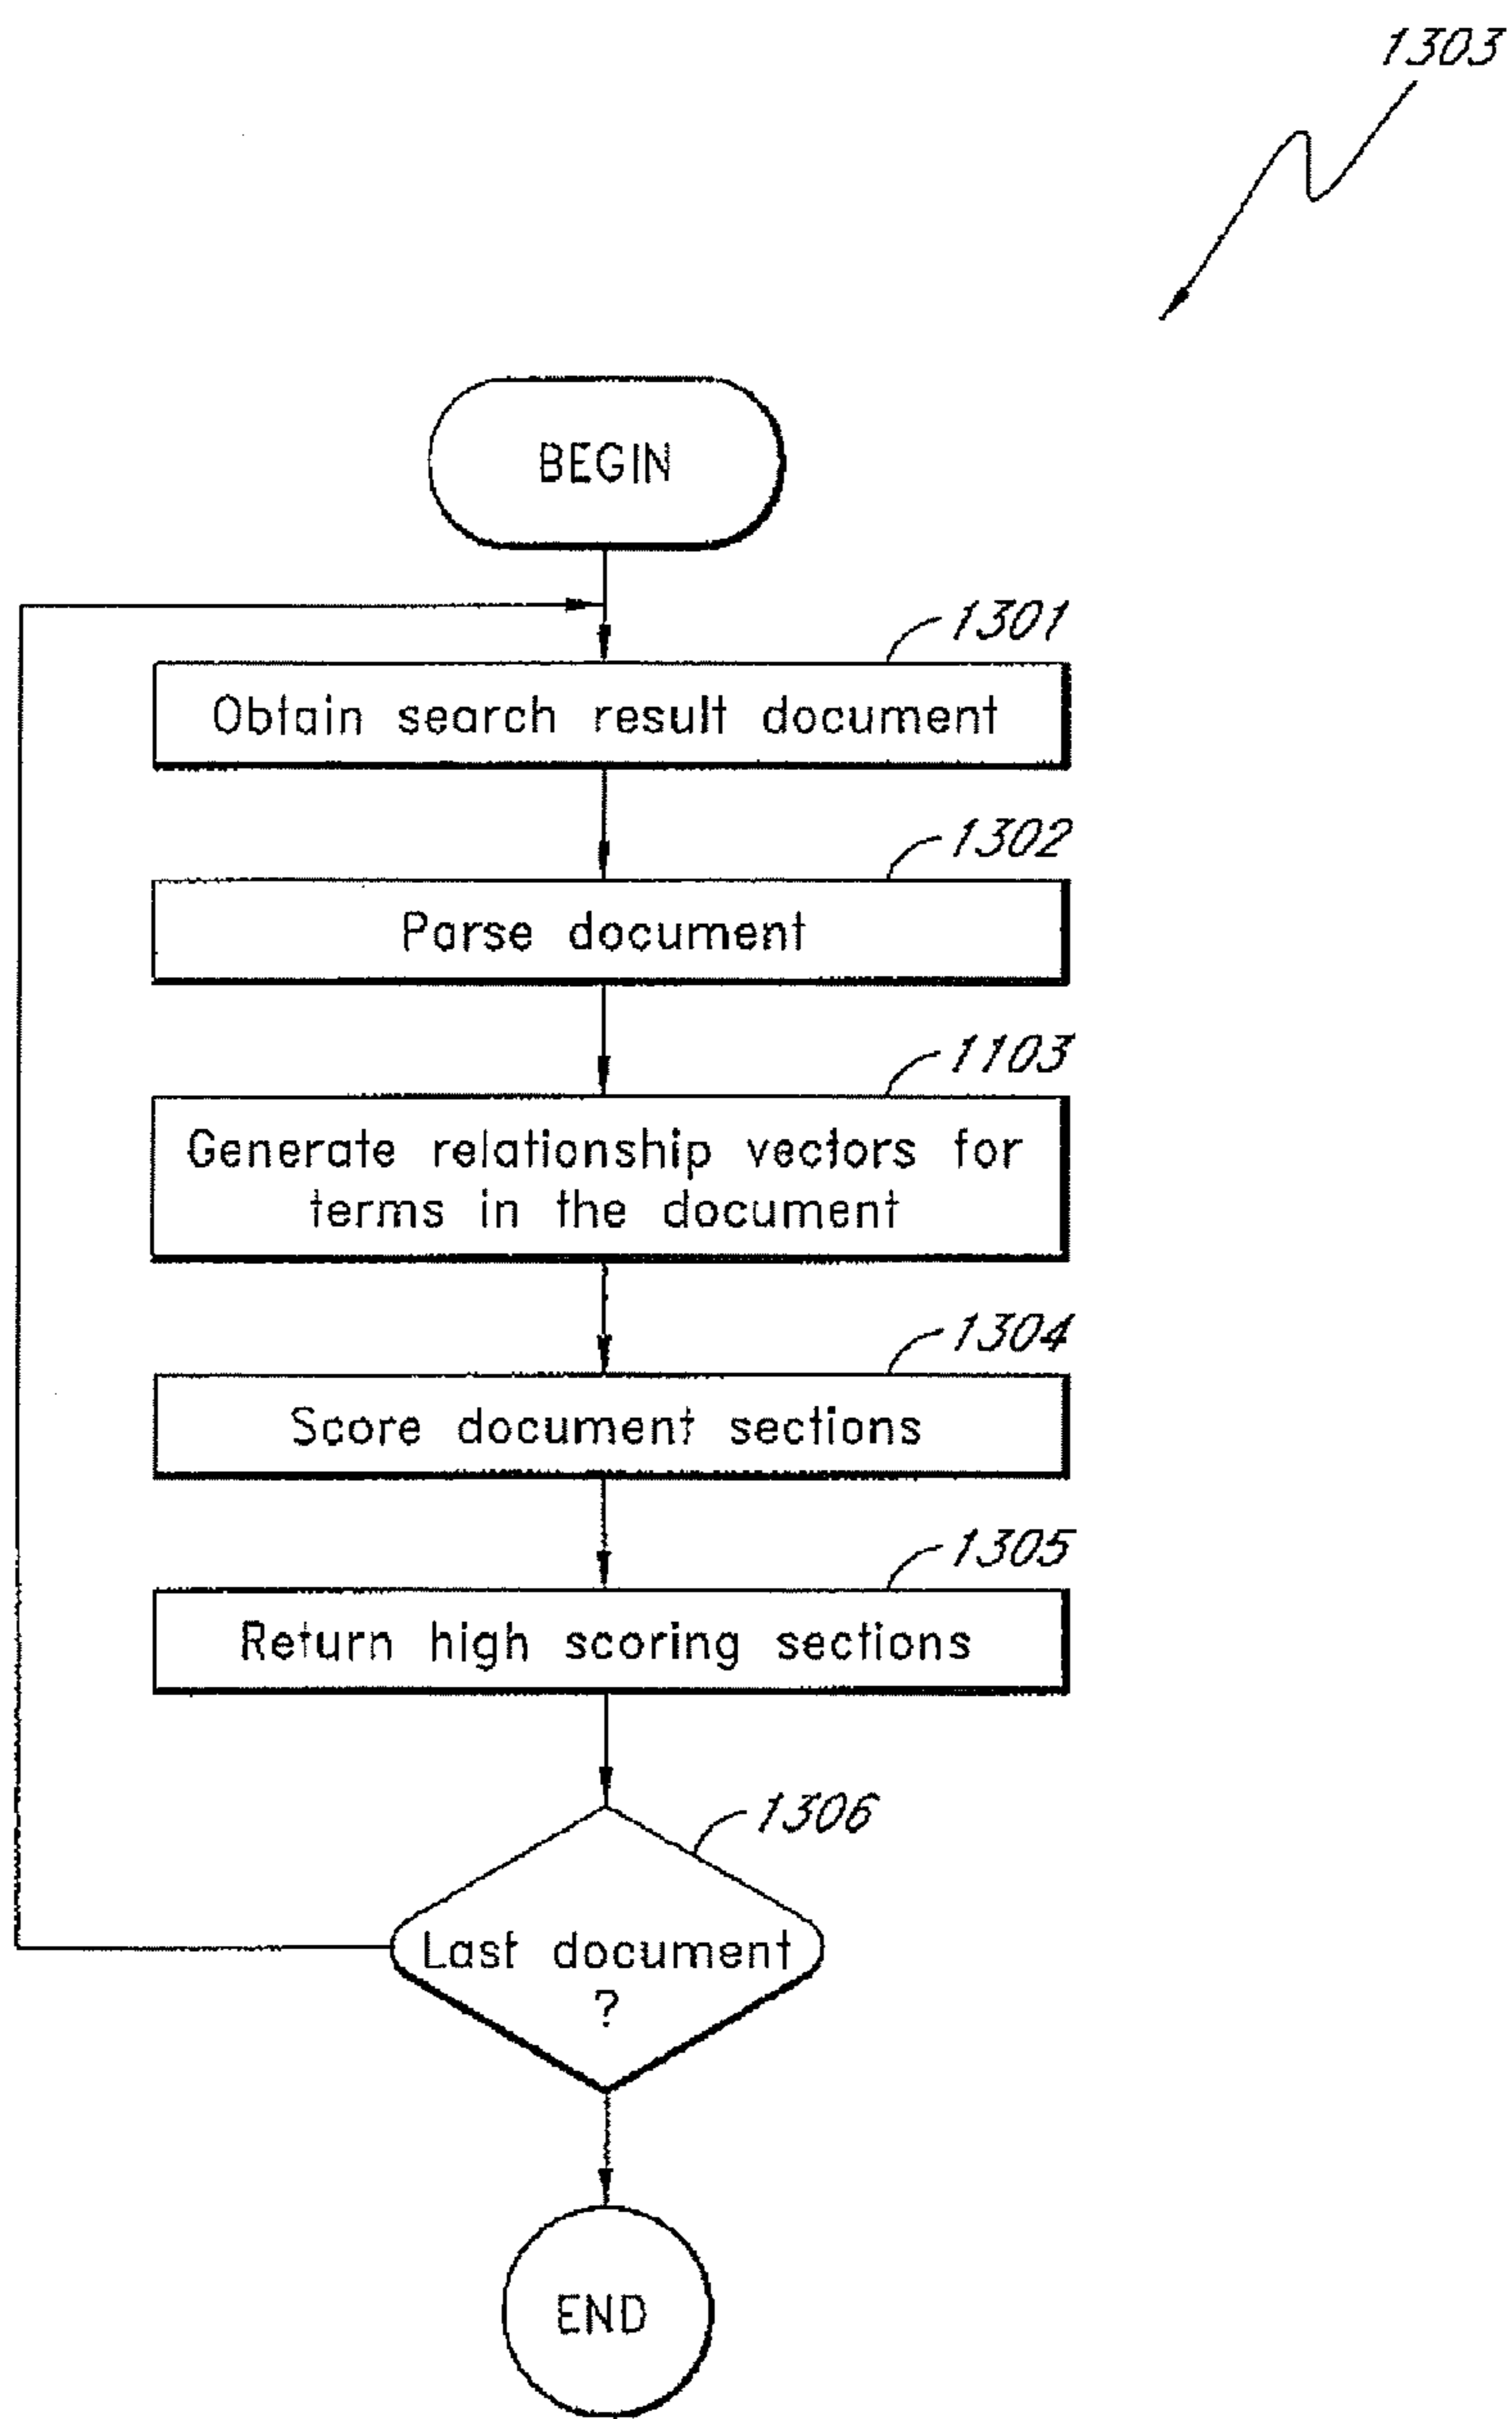 1303
BEGIN
1301
Obtain search result document
1302
Parse document
1103
Generate relationship vectors for
terms in the document
1304
Score document sections
1305
Return high scoring sections
1306
Last document
?
END